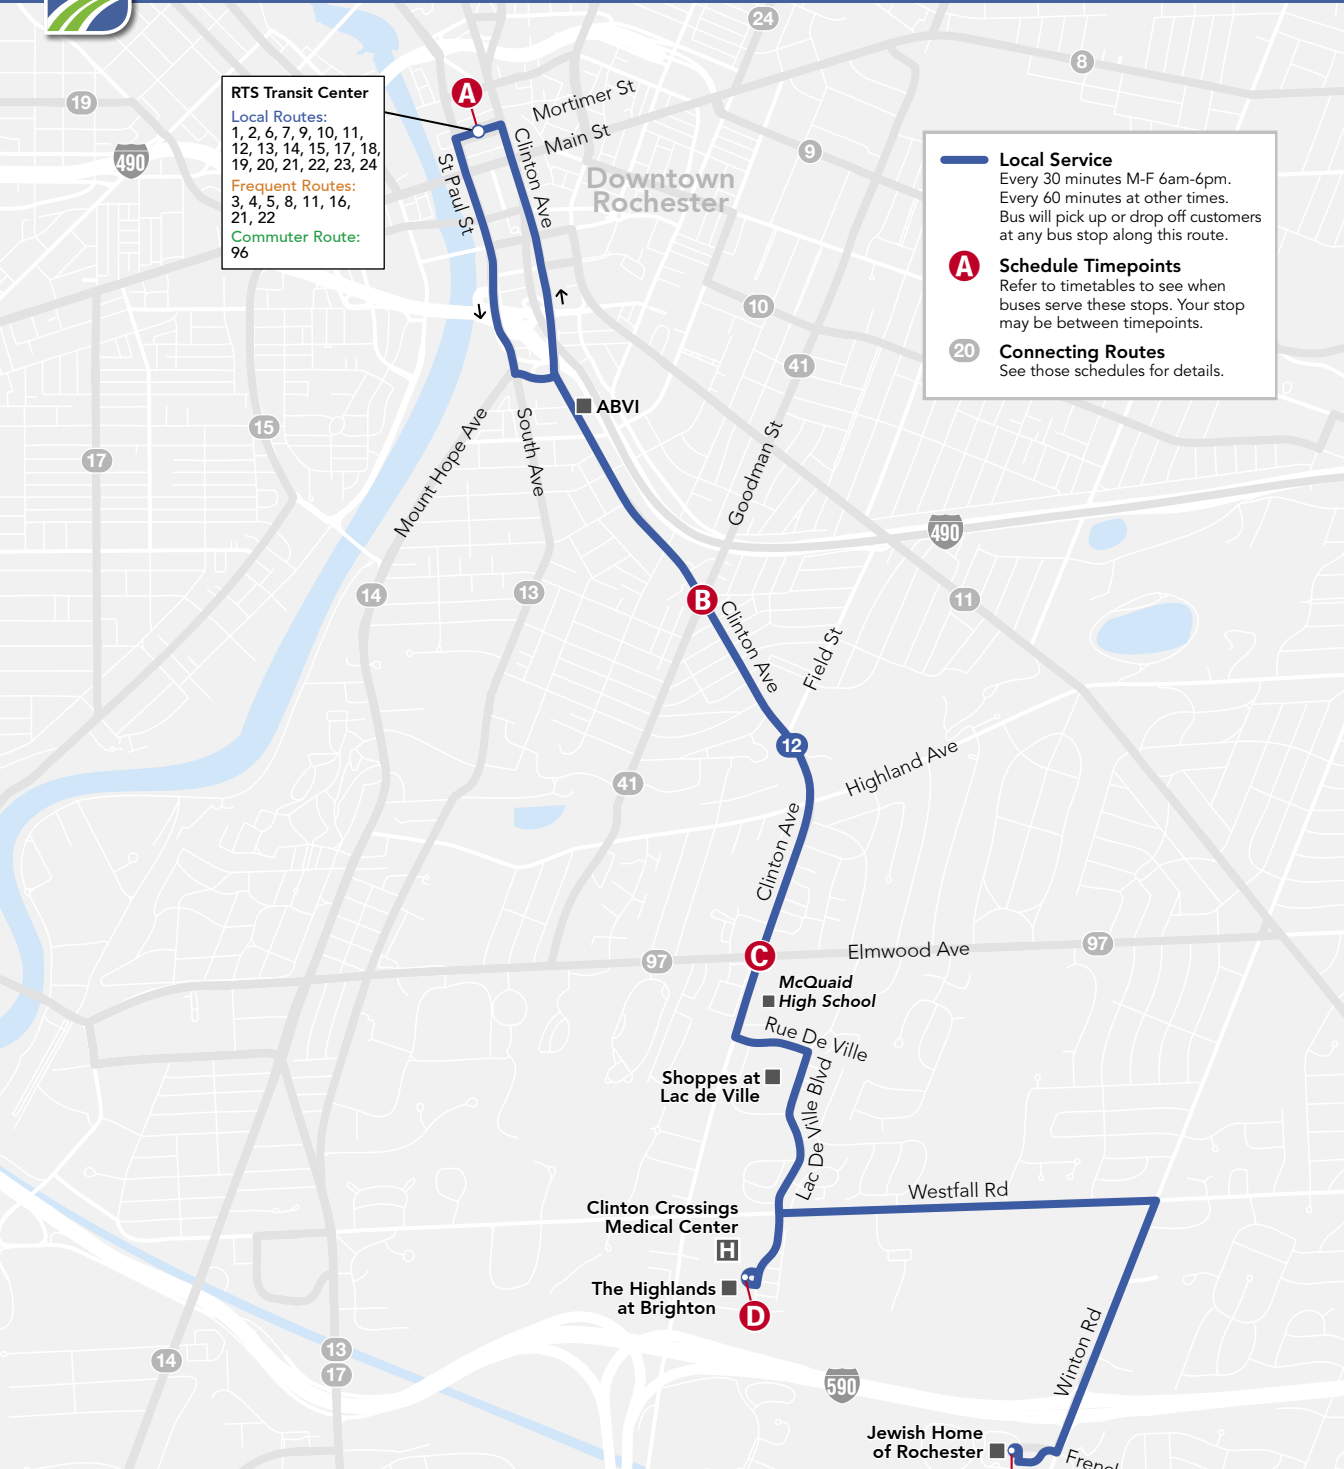 24
8
19
RTS Transit Center
Local Routes:
1, 2, 6, 7, 9, 10, 11,
12, 13, 14, 15, 17, 18,
19, 20, 21, 22, 23, 24
Frequent Routes:
3, 4, 5, 8, 11, 16,
21, 22
Commuter Route:
96
A
Mortimer St
Main St
490
9
St Paul St
Clinton Ave
Downtown
Rochester
Local Service
Every 30 minutes M-F 6am-6pm.
Every 60 minutes at other times.
Bus will pick up or drop off customers
at any bus stop along this route.
A
Schedule Timepoints
Refer to timetables to see when
buses serve these stops. Your stop
may be between timepoints.
20
Connecting Routes
See those schedules for details.
10
41
ABVI
15
17
Mount Hope Ave
South Ave
Goodman St
490
14
13
B
11
Clinton Ave
Field St
12
Highland Ave
41
Clinton Ave
97
C
Elmwood Ave
97
McQuaid
High School
Rue De Ville
Shoppes at
Lac de Ville
Lac De Ville Blvd
Westfall Rd
Clinton Crossings
Medical Center
H
The Highlands
at Brighton
D
14
13
17
590
Winton Rd
Jewish Home
of Rochester